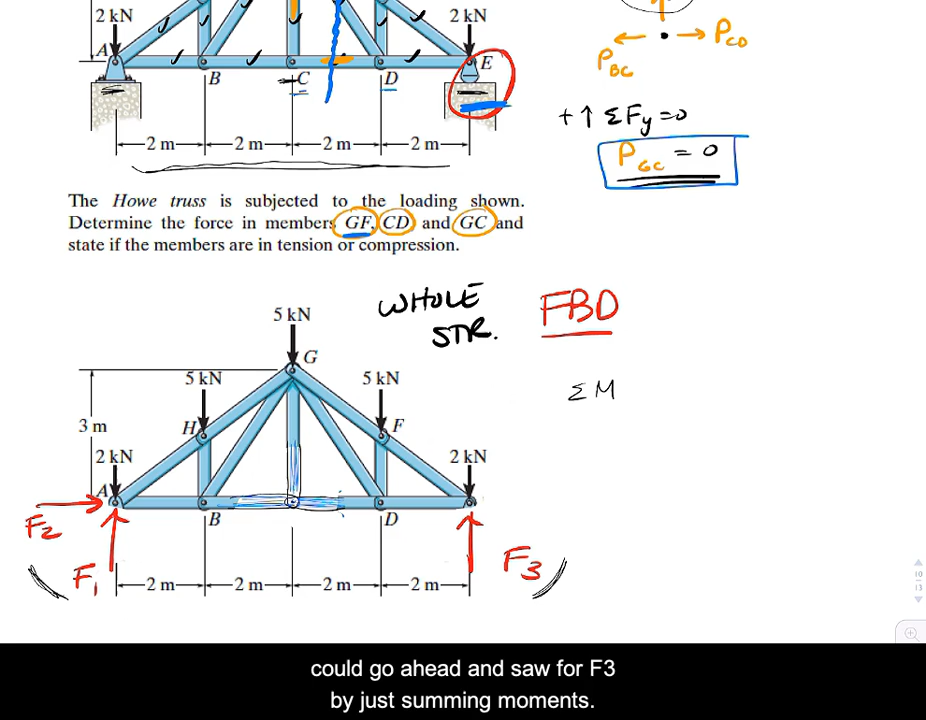 2 kN
2 kN
A
B
C
D
E
2 m
2 m
2 m
2 m
P_BC
P_CD
+↑ ΣFy=0
P_GC = 0
The Howe truss is subjected to the loading shown.
Determine the force in members GF, CD and GC and
state if the members are in tension or compression.
WHOLE
STR.
FBD
ΣM
5 kN
G
5 kN
5 kN
3 m
H
F
2 kN
2 kN
A
B
D
F2
F1
F3
2 m
2 m
2 m
2 m
10
13
could go ahead and saw for F3
by just summing moments.